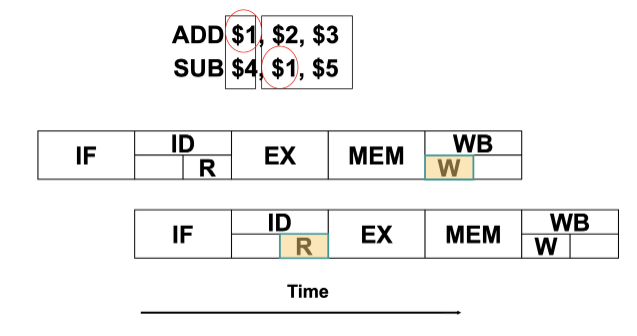 ADD $1, $2, $3
SUB $4, $1, $5
IF ID R EX MEM WB W
IF ID R EX MEM WB W
Time